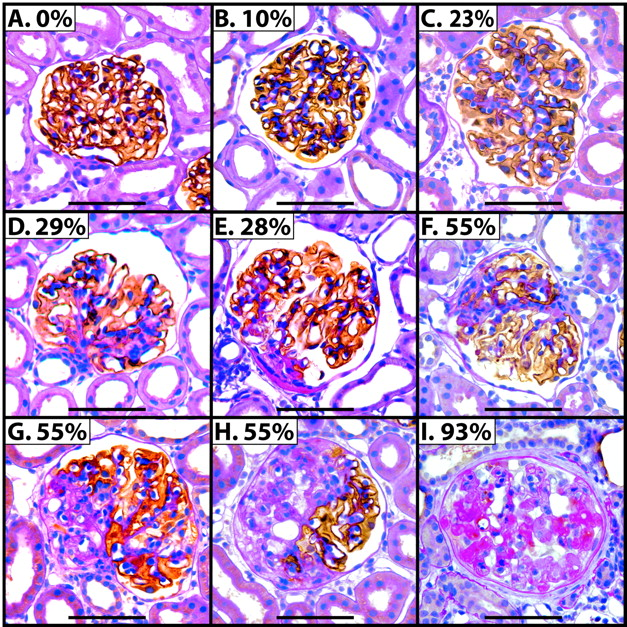 A. 0%
B. 10%
C. 23%
D. 29%
E. 28%
F. 55%
G. 55%
H. 55%
I. 93%